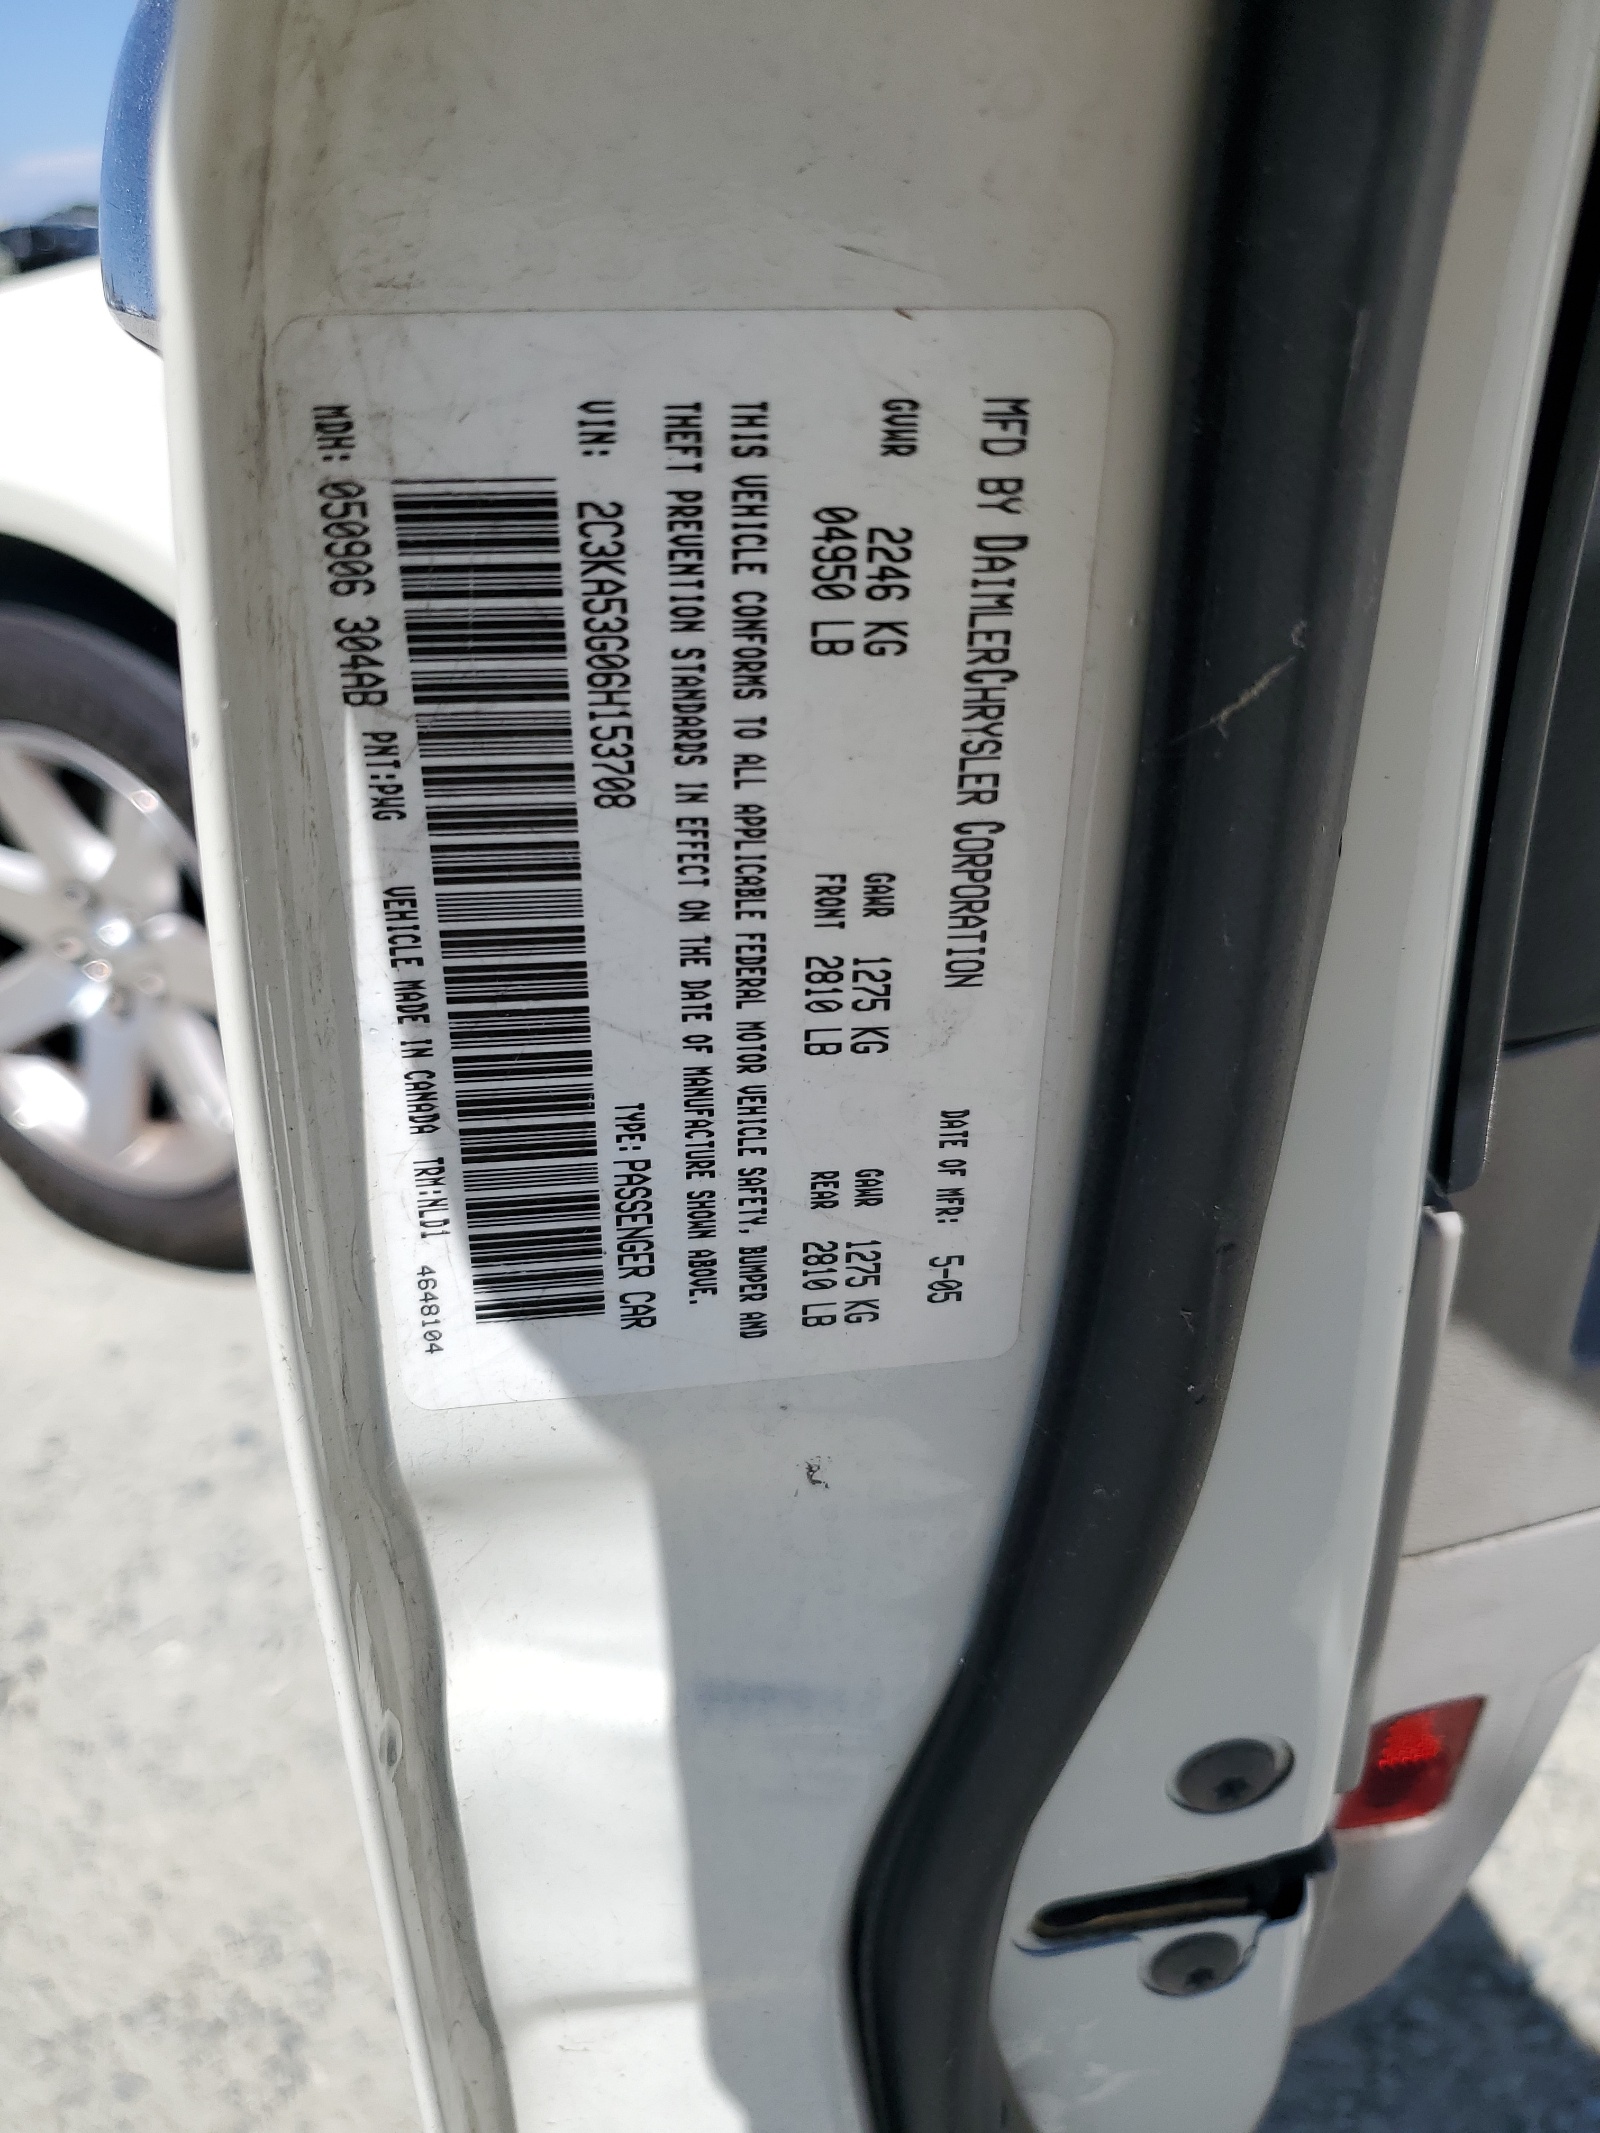 MFD BY DAIMLERCHRYSLER CORPORATION DATE OF MFR: 5-05
GVWR 2246 KG GAWR 1275 KG GAWR 1275 KG
04950 LB FRONT 2810 LB REAR 2810 LB
THIS VEHICLE CONFORMS TO ALL APPLICABLE FEDERAL MOTOR VEHICLE SAFETY, BUMPER AND
THEFT PREVENTION STANDARDS IN EFFECT ON THE DATE OF MANUFACTURE SHOWN ABOVE.
VIN: 2C3KA53G06H153708 TYPE: PASSENGER CAR
MDH: 050906 304AB PNT:PWG VEHICLE MADE IN CANADA TRM:NLD1 4648104